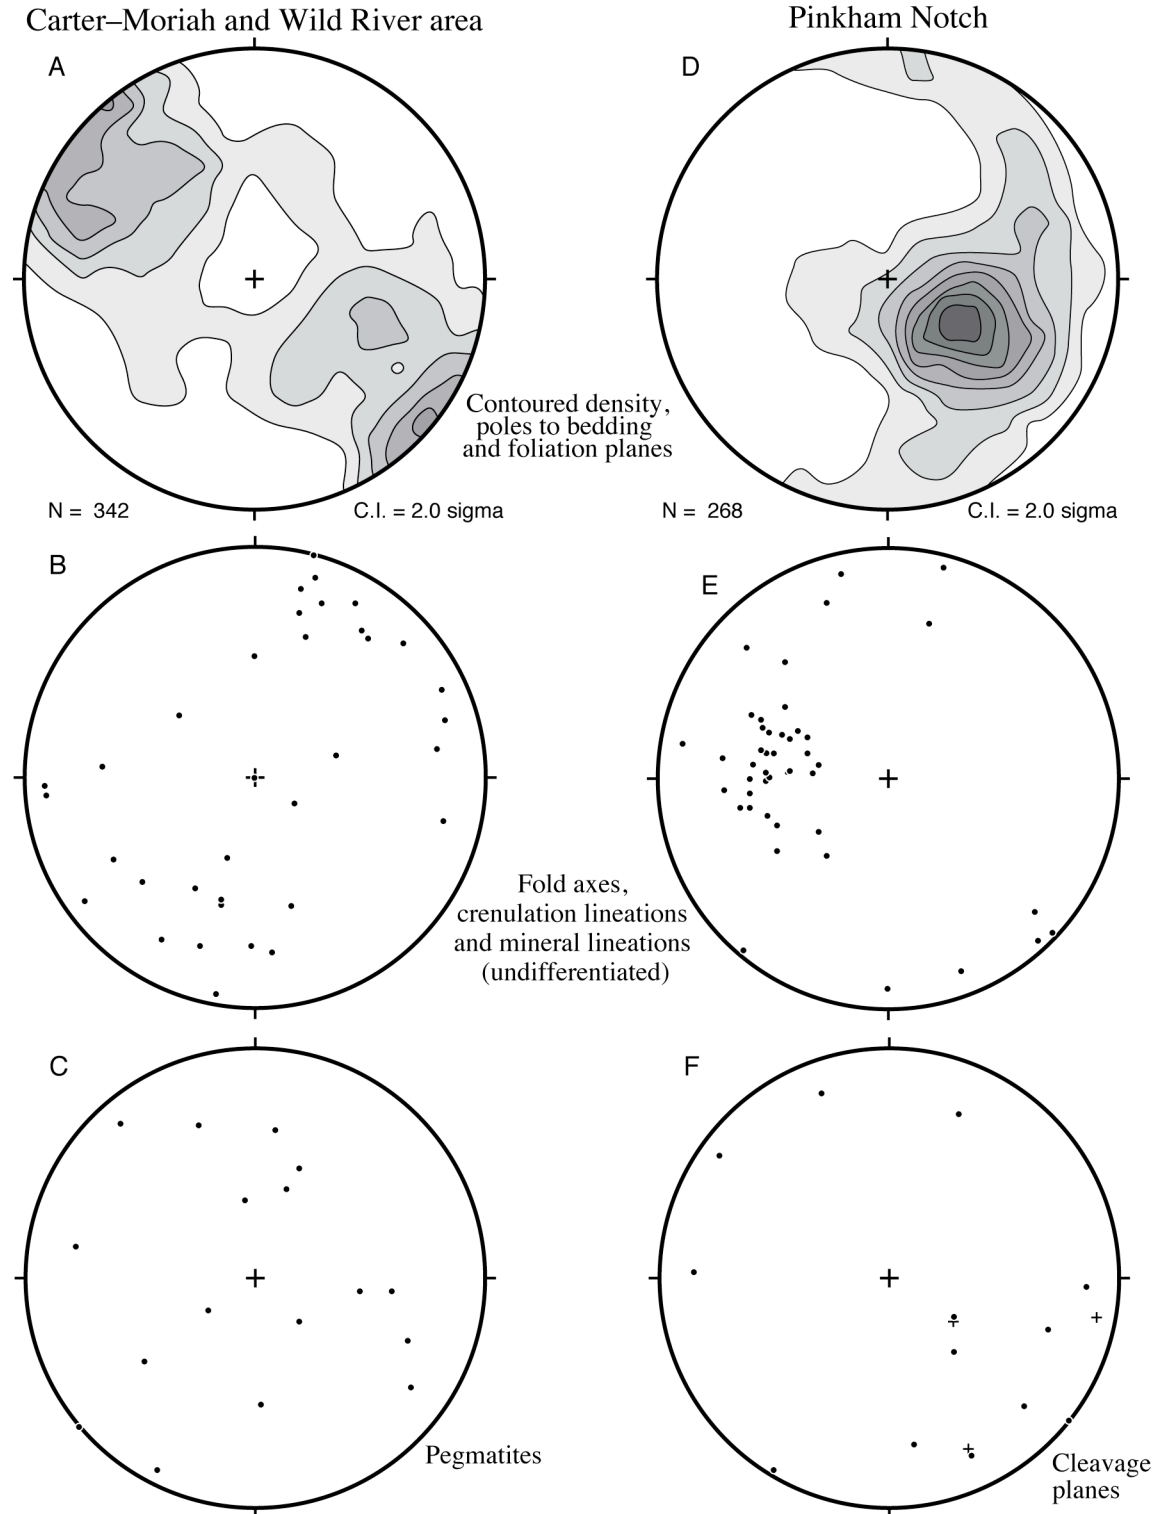 Carter–Moriah and Wild River area
Pinkham Notch
A
D
Contoured density,
poles to bedding
and foliation planes
N = 342
C.I. = 2.0 sigma
N = 268
C.I. = 2.0 sigma
B
E
Fold axes,
crenulation lineations
and mineral lineations
(undifferentiated)
C
F
Pegmatites
Cleavage
planes